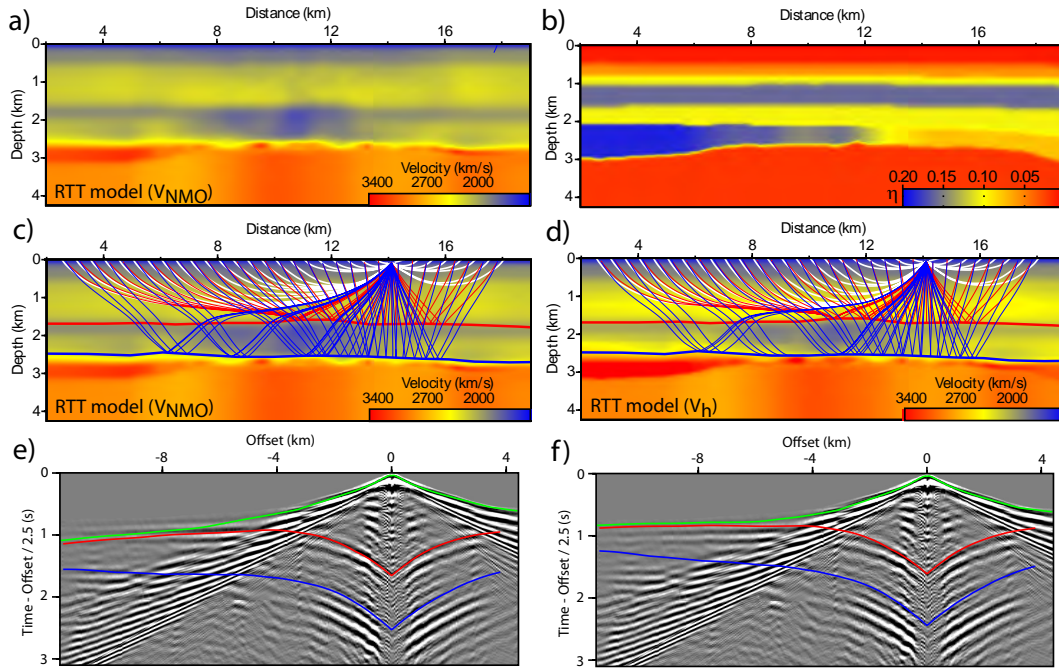 a)
Distance (km)
4 8 12 16
0
1
2
3
4
Depth (km)
RTT model (VNMO)
Velocity (km/s)
3400 2700 2000
b)
Distance (km)
4 8 12 16
0
1
2
3
4
Depth (km)
η
0.20 0.15 0.10 0.05
c)
Distance (km)
4 8 12 16
0
1
2
3
4
Depth (km)
RTT model (VNMO)
Velocity (km/s)
3400 2700 2000
d)
Distance (km)
4 8 12 16
0
1
2
3
4
Depth (km)
RTT model (Vh)
Velocity (km/s)
3400 2700 2000
e)
Offset (km)
-8 -4 0 4
0
1
2
3
Time - Offset / 2.5 (s)
f)
Offset (km)
-8 -4 0 4
0
1
2
3
Time - Offset / 2.5 (s)